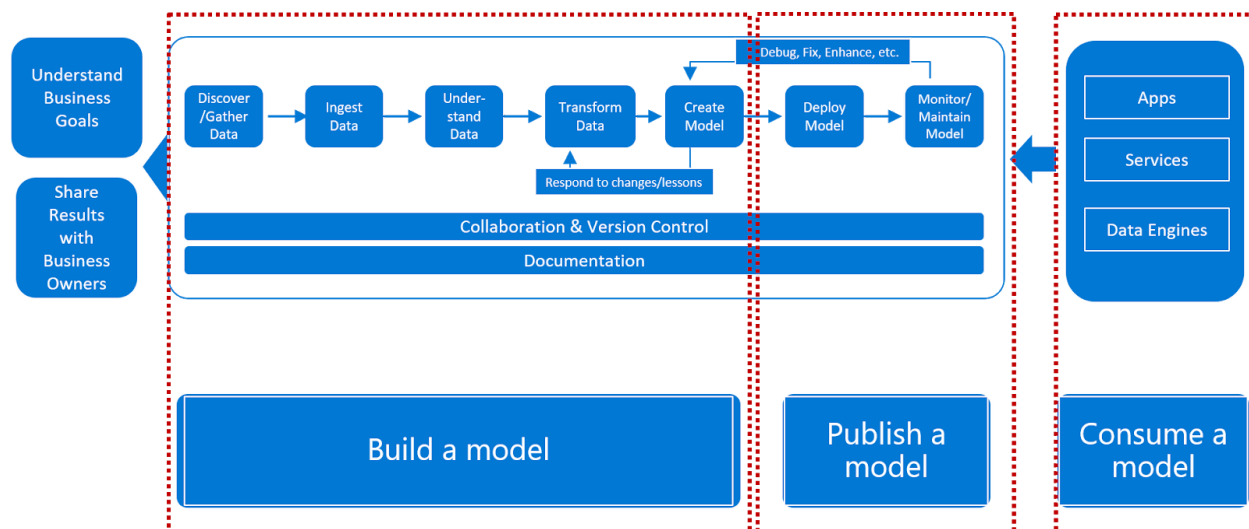 Understand
Business
Goals
Share
Results
with
Business
Owners
Debug, Fix, Enhance, etc.
Discover
/Gather
Data
Ingest
Data
Under-
stand
Data
Transform
Data
Create
Model
Deploy
Model
Monitor/
Maintain
Model
Respond to changes/lessons
Collaboration & Version Control
Documentation
Apps
Services
Data Engines
Build a model
Publish a
model
Consume a
model